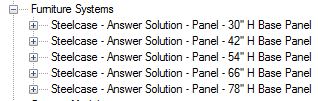 Furniture Systems
Steelcase - Answer Solution - Panel - 30" H Base Panel
Steelcase - Answer Solution - Panel - 42" H Base Panel
Steelcase - Answer Solution - Panel - 54" H Base Panel
Steelcase - Answer Solution - Panel - 66" H Base Panel
Steelcase - Answer Solution - Panel - 78" H Base Panel